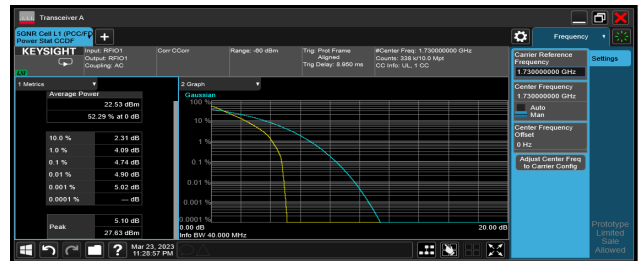 Transceiver A
5GNR Cell L1 (PCC/FD
Power Stat CCDF
Frequency
KEYSIGHT
Input: RFIO1
Output: RFIO1
Coupling: AC
Corr CCorr
Range: -60 dBm
Trig: Prot Frame
Aligned
Trig Delay: 8.950 ms
#Center Freq: 1.730000000 GHz
Counts: 338 k/10.0 Mpt
CC Info: UL, 1 CC
LU
1 Metrics
Average Power
22.53 dBm
52.29 % at 0 dB
10.0 % 2.31 dB
1.0 % 4.09 dB
0.1 % 4.74 dB
0.01 % 4.90 dB
0.001 % 5.02 dB
0.0001 % --- dB
Peak
5.10 dB
27.63 dBm
2 Graph
Gaussian
100 %
10 %
1 %
0.1 %
0.01 %
0.001 %
0.0001 %
0.00 dB
20.00 dB
Info BW 40.000 MHz
Carrier Reference
Frequency
1.730000000 GHz
Center Frequency
1.730000000 GHz
Auto
Man
Center Frequency
Offset
0 Hz
Adjust Center Freq
to Carrier Config
Settings
Prototype
Limited
Sale
Allowed
Mar 23, 2023
11:28:57 PM